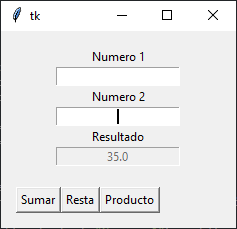 tk
Numero 1
Numero 2
Resultado
35.0
Sumar Resta Producto